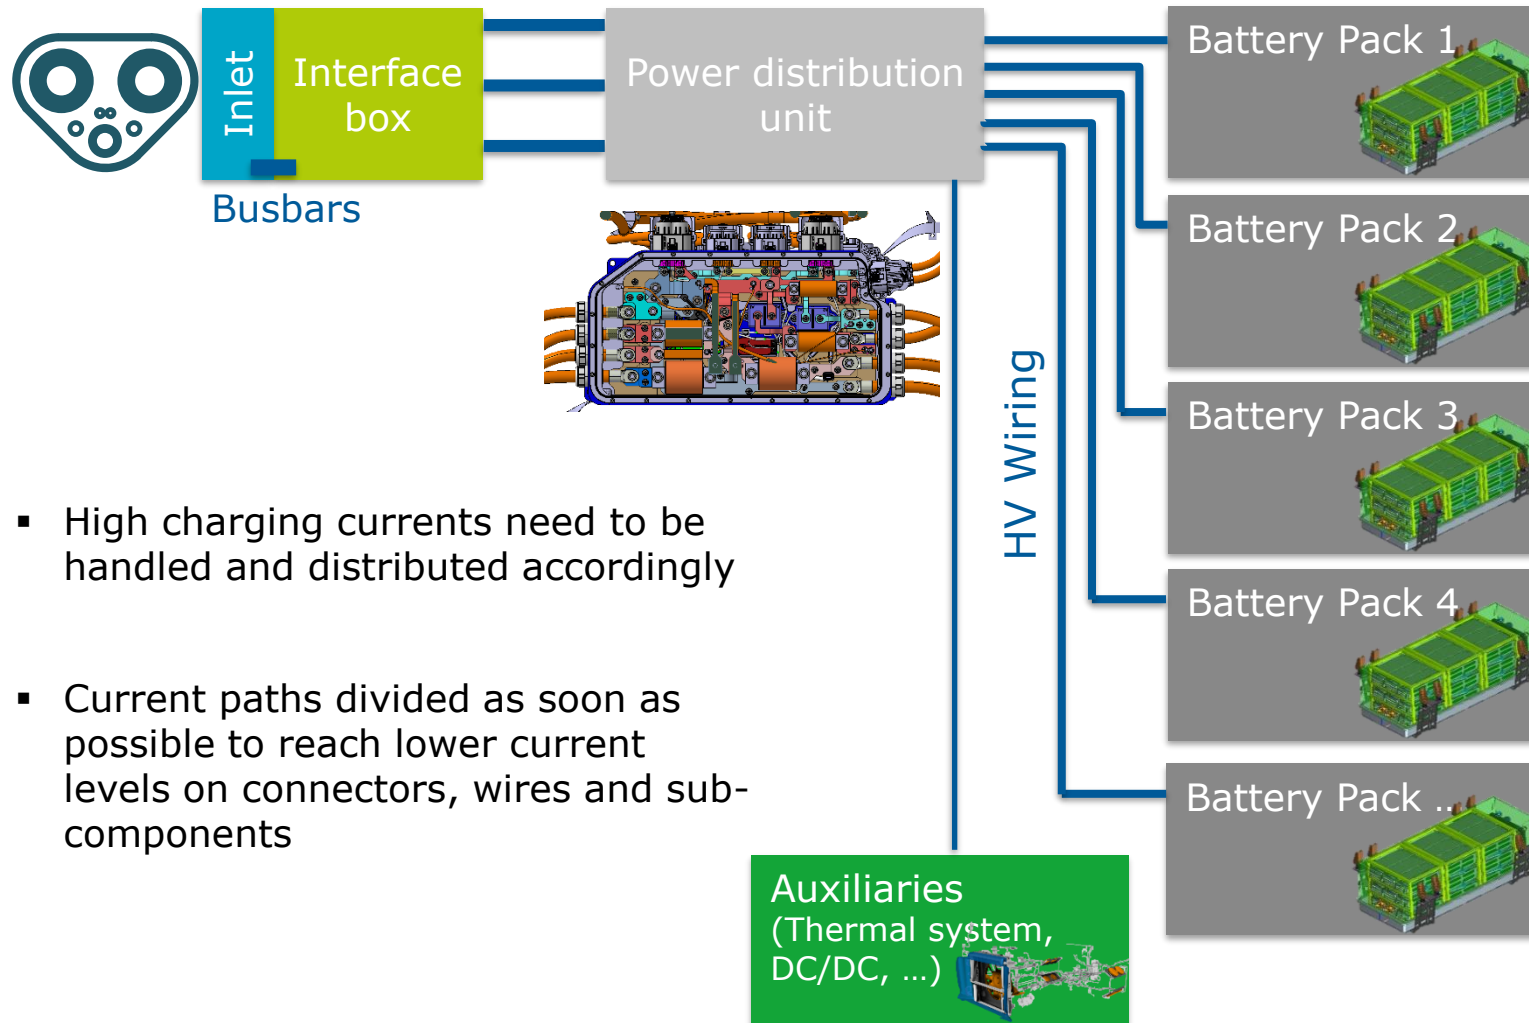 Inlet
Interface
box
Power distribution
unit
Busbars
HV Wiring
Battery Pack 1
Battery Pack 2
Battery Pack 3
Battery Pack 4
Battery Pack ..
▪ High charging currents need to be
handled and distributed accordingly
▪ Current paths divided as soon as
possible to reach lower current
levels on connectors, wires and sub-
components
Auxiliaries
(Thermal system,
DC/DC, …)